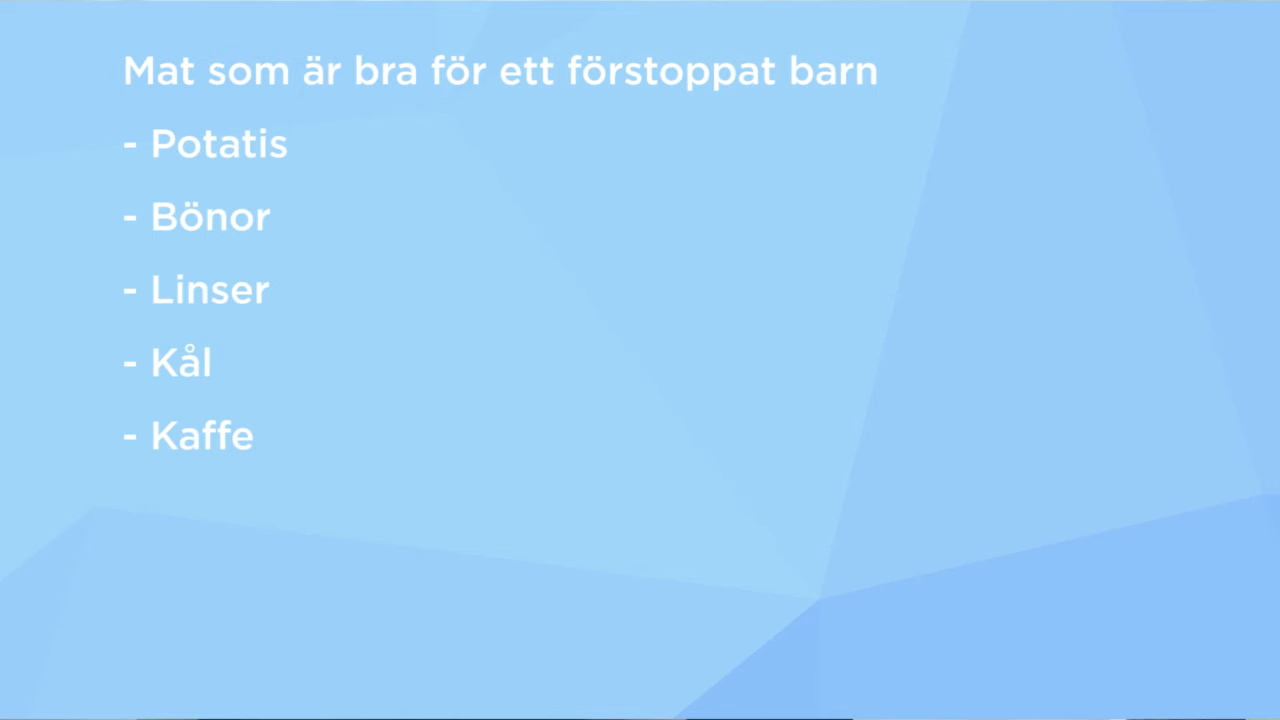 Mat som är bra för ett förstoppat barn
- Potatis
- Bönor
- Linser
- Kål
- Kaffe